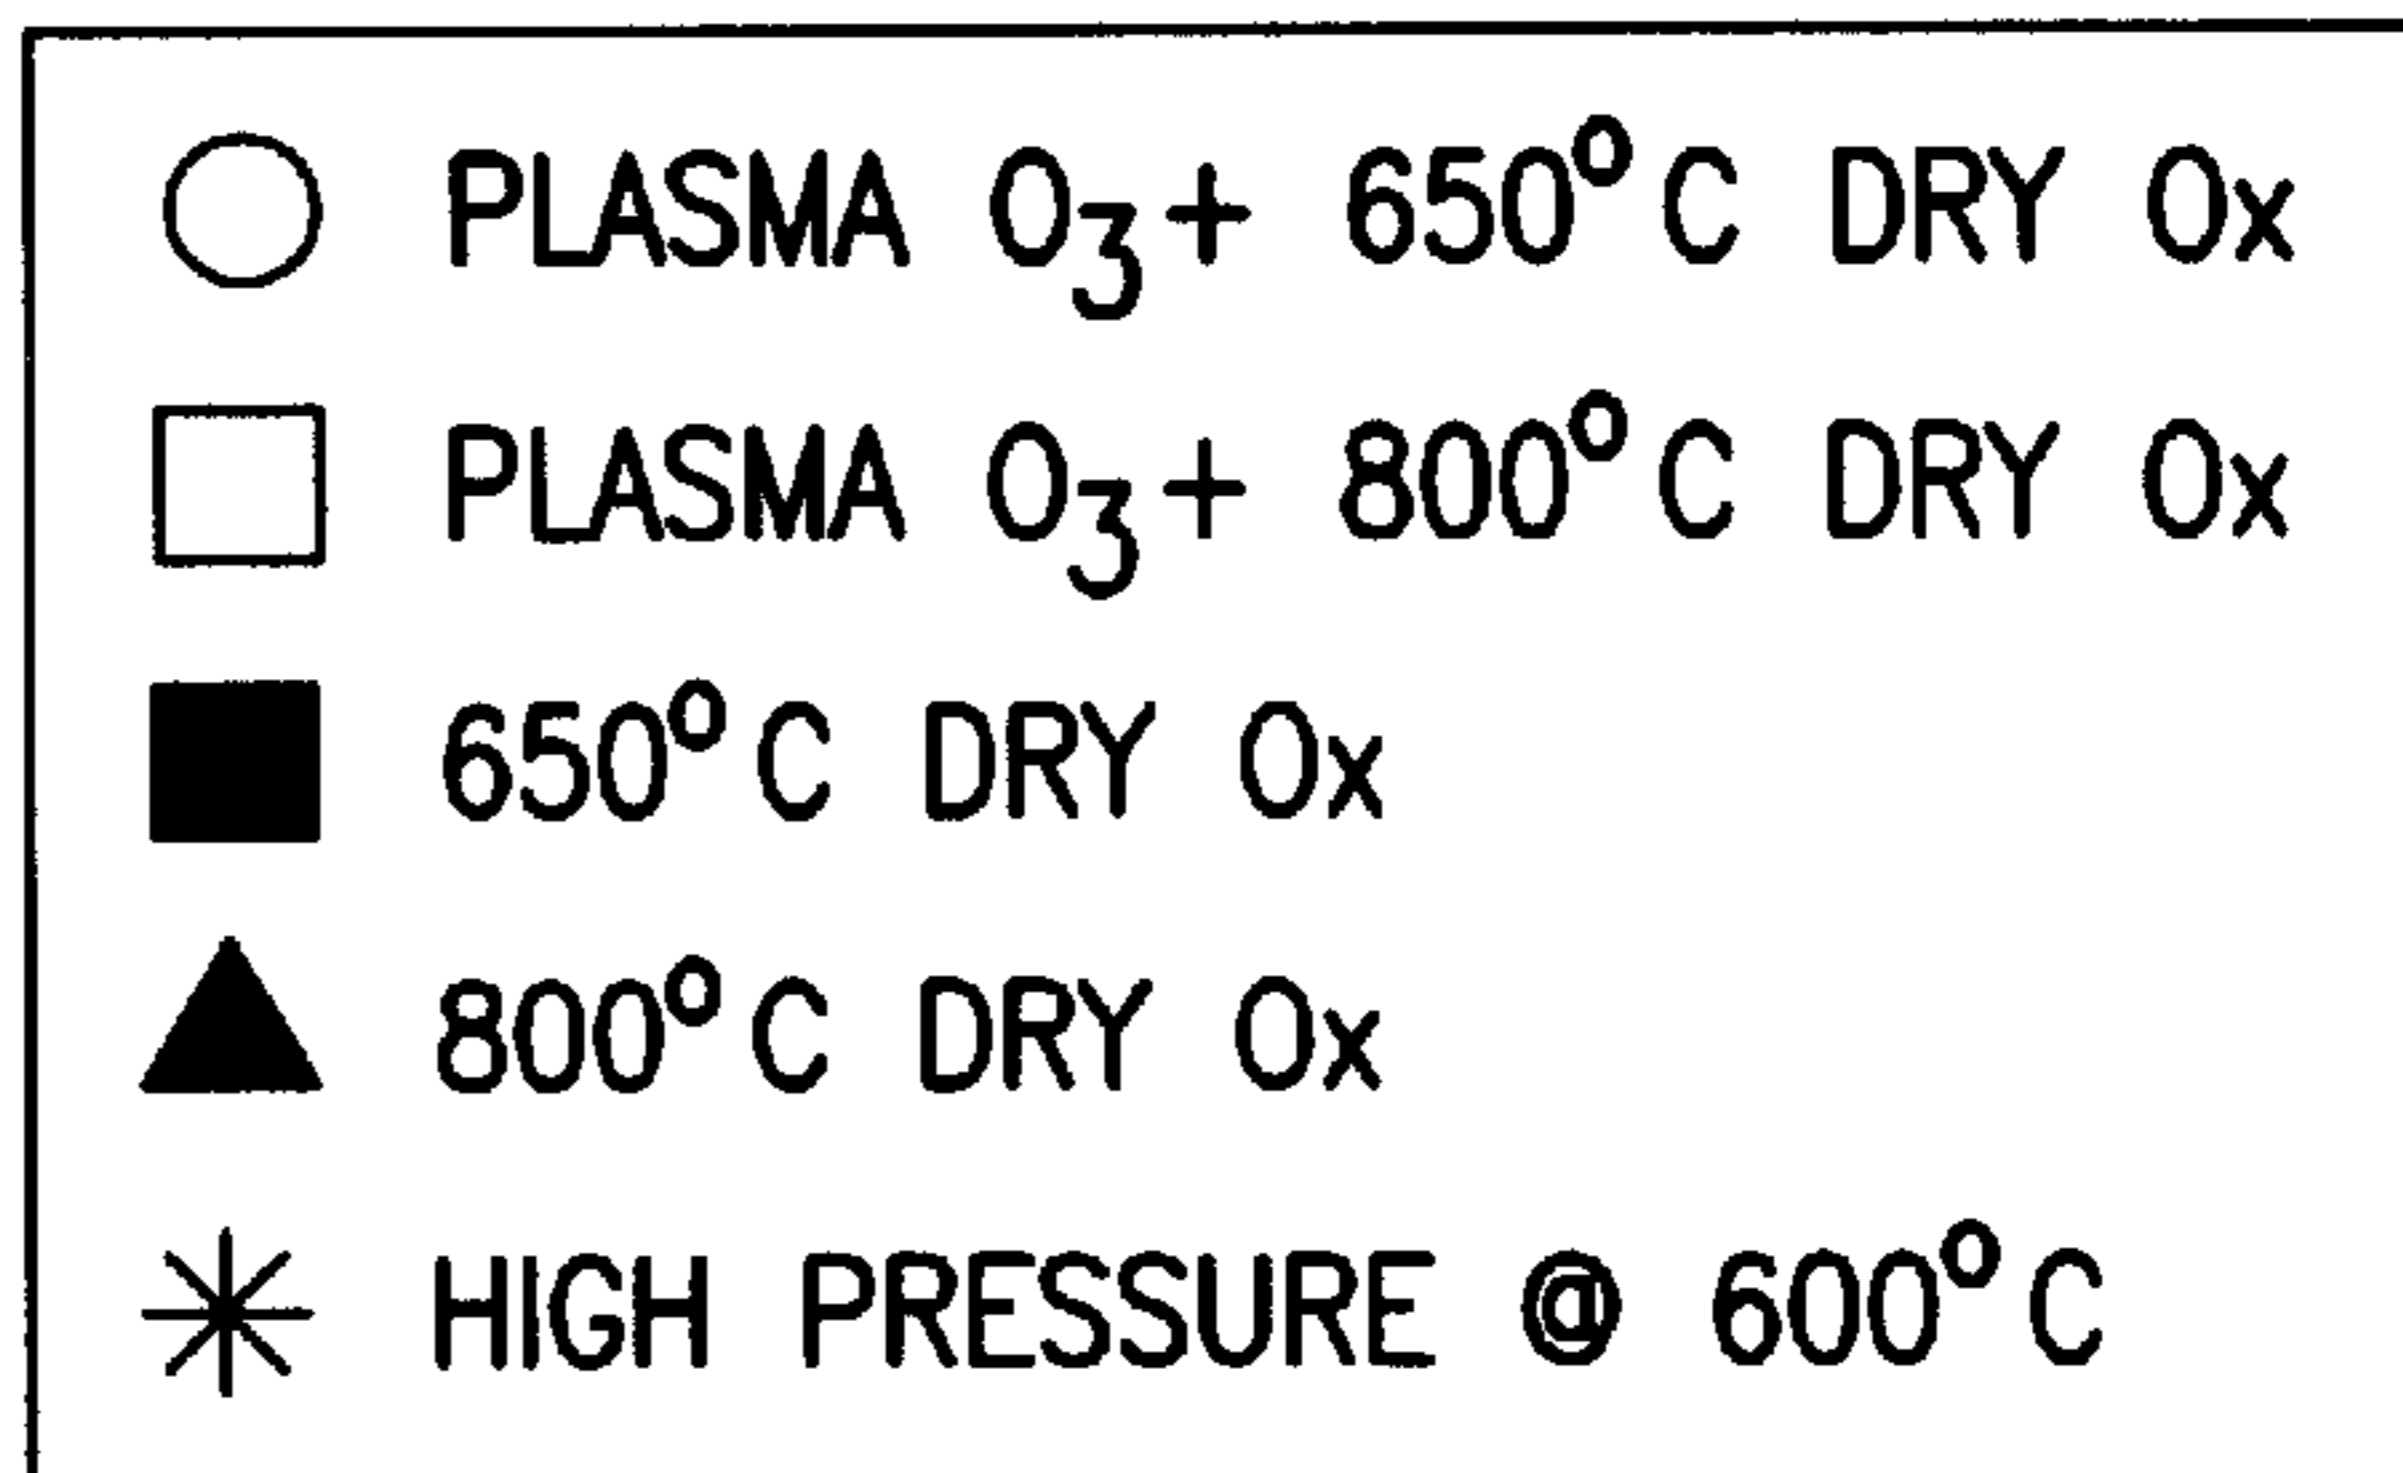 PLASMA O₃+ 650°C DRY Ox
PLASMA O₃+ 800°C DRY Ox
650°C DRY Ox
800°C DRY Ox
HIGH PRESSURE @ 600°C